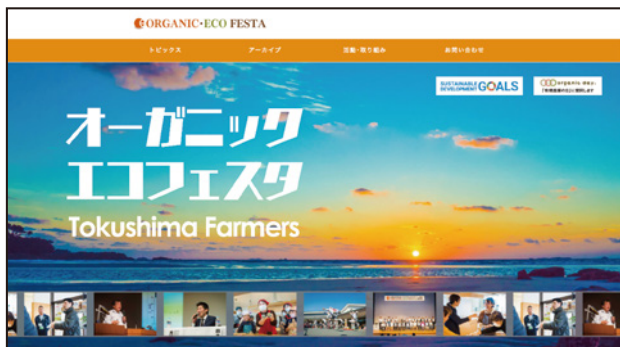 ORGANIC・ECO FESTA
トピックス
アーカイブ
活動・取り組み
お問い合わせ
SUSTAINABLE
DEVELOPMENT GOALS
organic day.
オーガニック
エコフェスタ
Tokushima Farmers